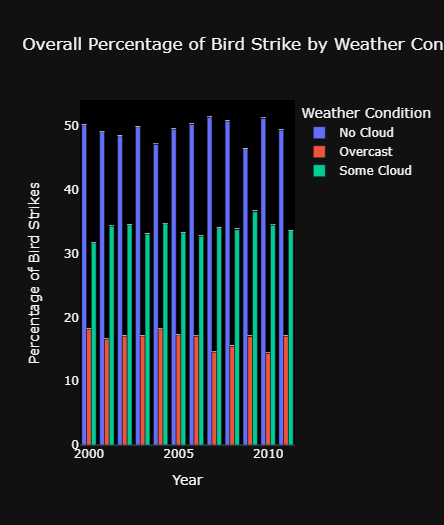 Overall Percentage of Bird Strike by Weather Con
Weather Condition
No Cloud
Overcast
Some Cloud
Percentage of Bird Strikes
50
40
30
20
10
0
2000 2005 2010
Year